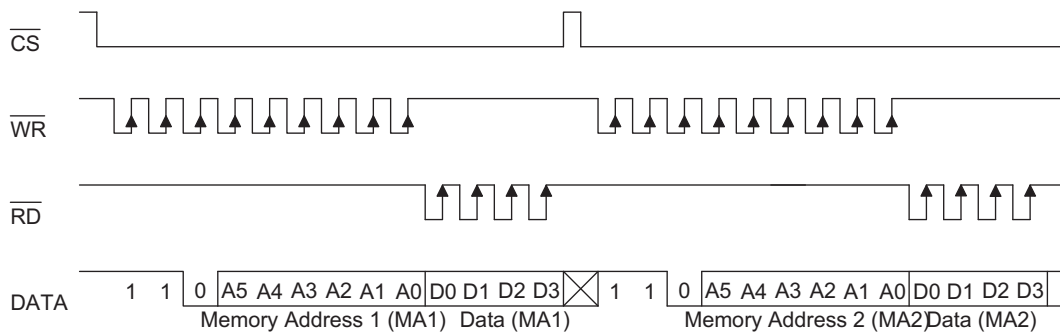 CS
WR
RD
DATA 1 1 0 A5 A4 A3 A2 A1 A0 D0 D1 D2 D3 1 1 0 A5 A4 A3 A2 A1 A0 D0 D1 D2 D3
Memory Address 1 (MA1) Data (MA1) Memory Address 2 (MA2) Data (MA2)